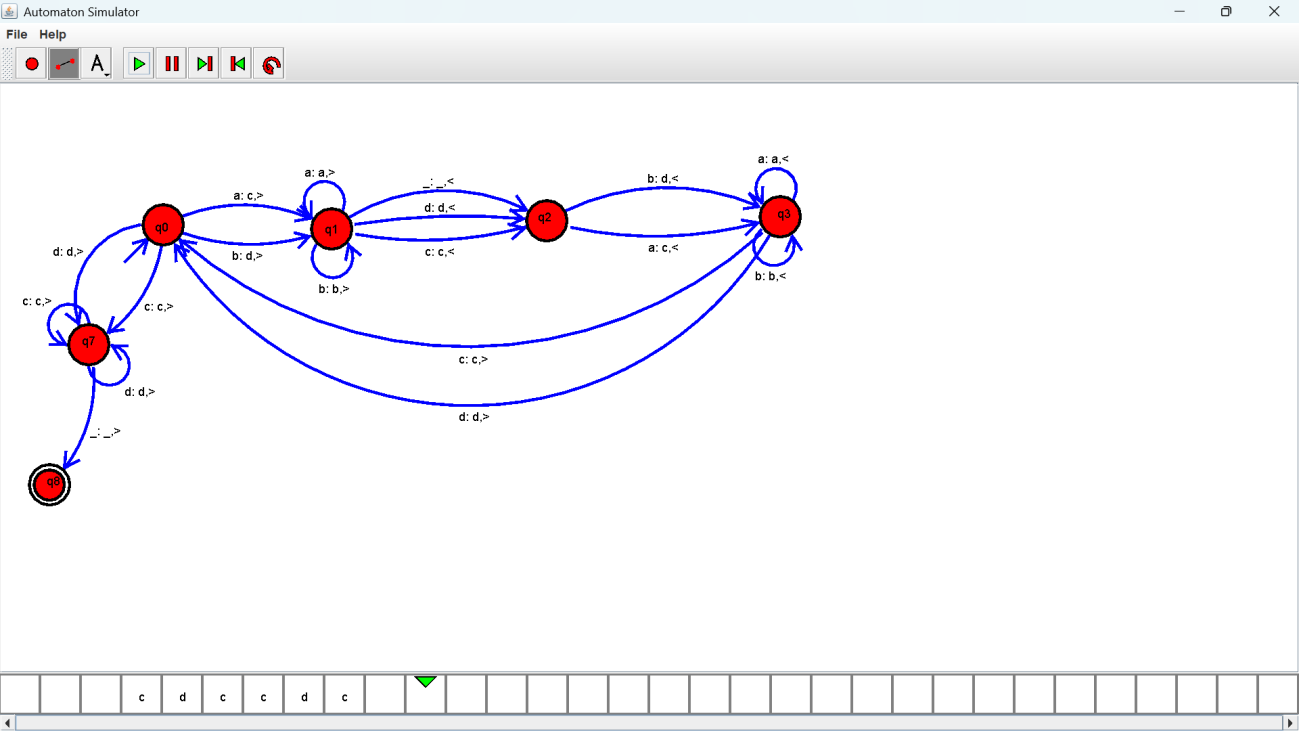 Automaton Simulator
File Help
A
a: a,<
a: a,>
b: d,<
_: _,<
a: c,>
d: d,<
q3
q2
q0
q1
a: c,<
d: d,>
b: d,>
c: c,<
b: b,<
b: b,>
c: c,>
c: c,>
q7
c: c,>
d: d,>
d: d,>
_: _,>
q8
c d c c d c